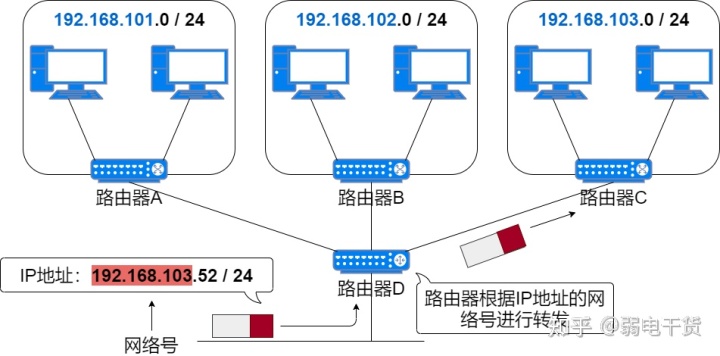 192.168.101.0 / 24
192.168.102.0 / 24
192.168.103.0 / 24
路由器A
路由器B
路由器C
IP地址：192.168.103.52 / 24
路由器D
路由器根据IP地址的网
络号进行转发
网络号
知乎 @弱电干货